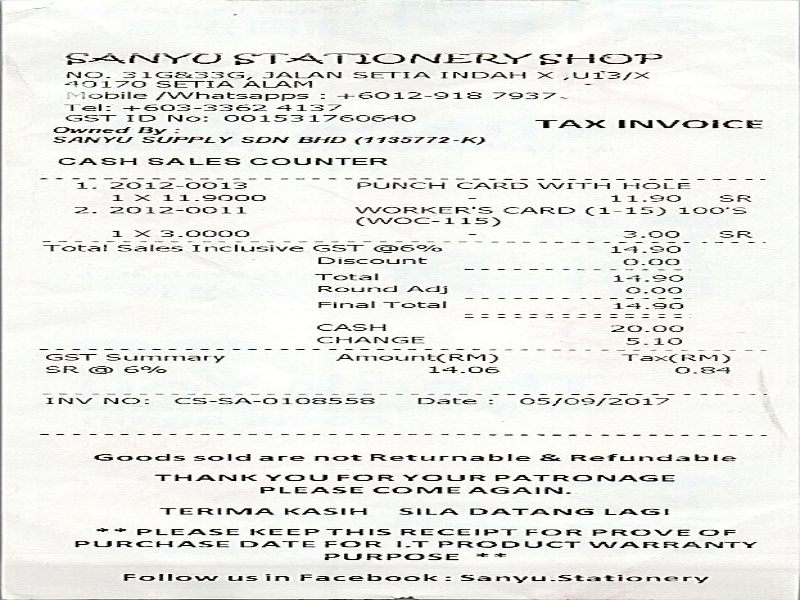 SANYU STATIONERY SHOP
NO. 31G&33G, JALAN SETIA INDAH X ,U13/X
40170 SETIA ALAM
Mobile /Whatsapps : +6012-918 7937
Tel: +603-3362 4137
GST ID No: 001531760640
TAX INVOICE
Owned By :
SANYU SUPPLY SDN BHD (1135772-K)
CASH SALES COUNTER
1. 2012-0013 PUNCH CARD WITH HOLE
1 X 11.9000 - 11.90 SR
2. 2012-0011 WORKER'S CARD (1-15) 100'S
(WOC-115)
1 X 3.0000 - 3.00 SR
Total Sales Inclusive GST @6% 14.90
Discount 0.00
Total 14.90
Round Adj 0.00
Final Total 14.90
CASH 20.00
CHANGE 5.10
GST Summary Amount(RM) Tax(RM)
SR @ 6% 14.06 0.84
INV NO: CS-SA-0108558 Date : 05/09/2017
Goods sold are not Returnable & Refundable
THANK YOU FOR YOUR PATRONAGE
PLEASE COME AGAIN.
TERIMA KASIH SILA DATANG LAGI
** PLEASE KEEP THIS RECEIPT FOR PROVE OF
PURCHASE DATE FOR I.T PRODUCT WARRANTY
PURPOSE **
Follow us in Facebook : Sanyu.Stationery